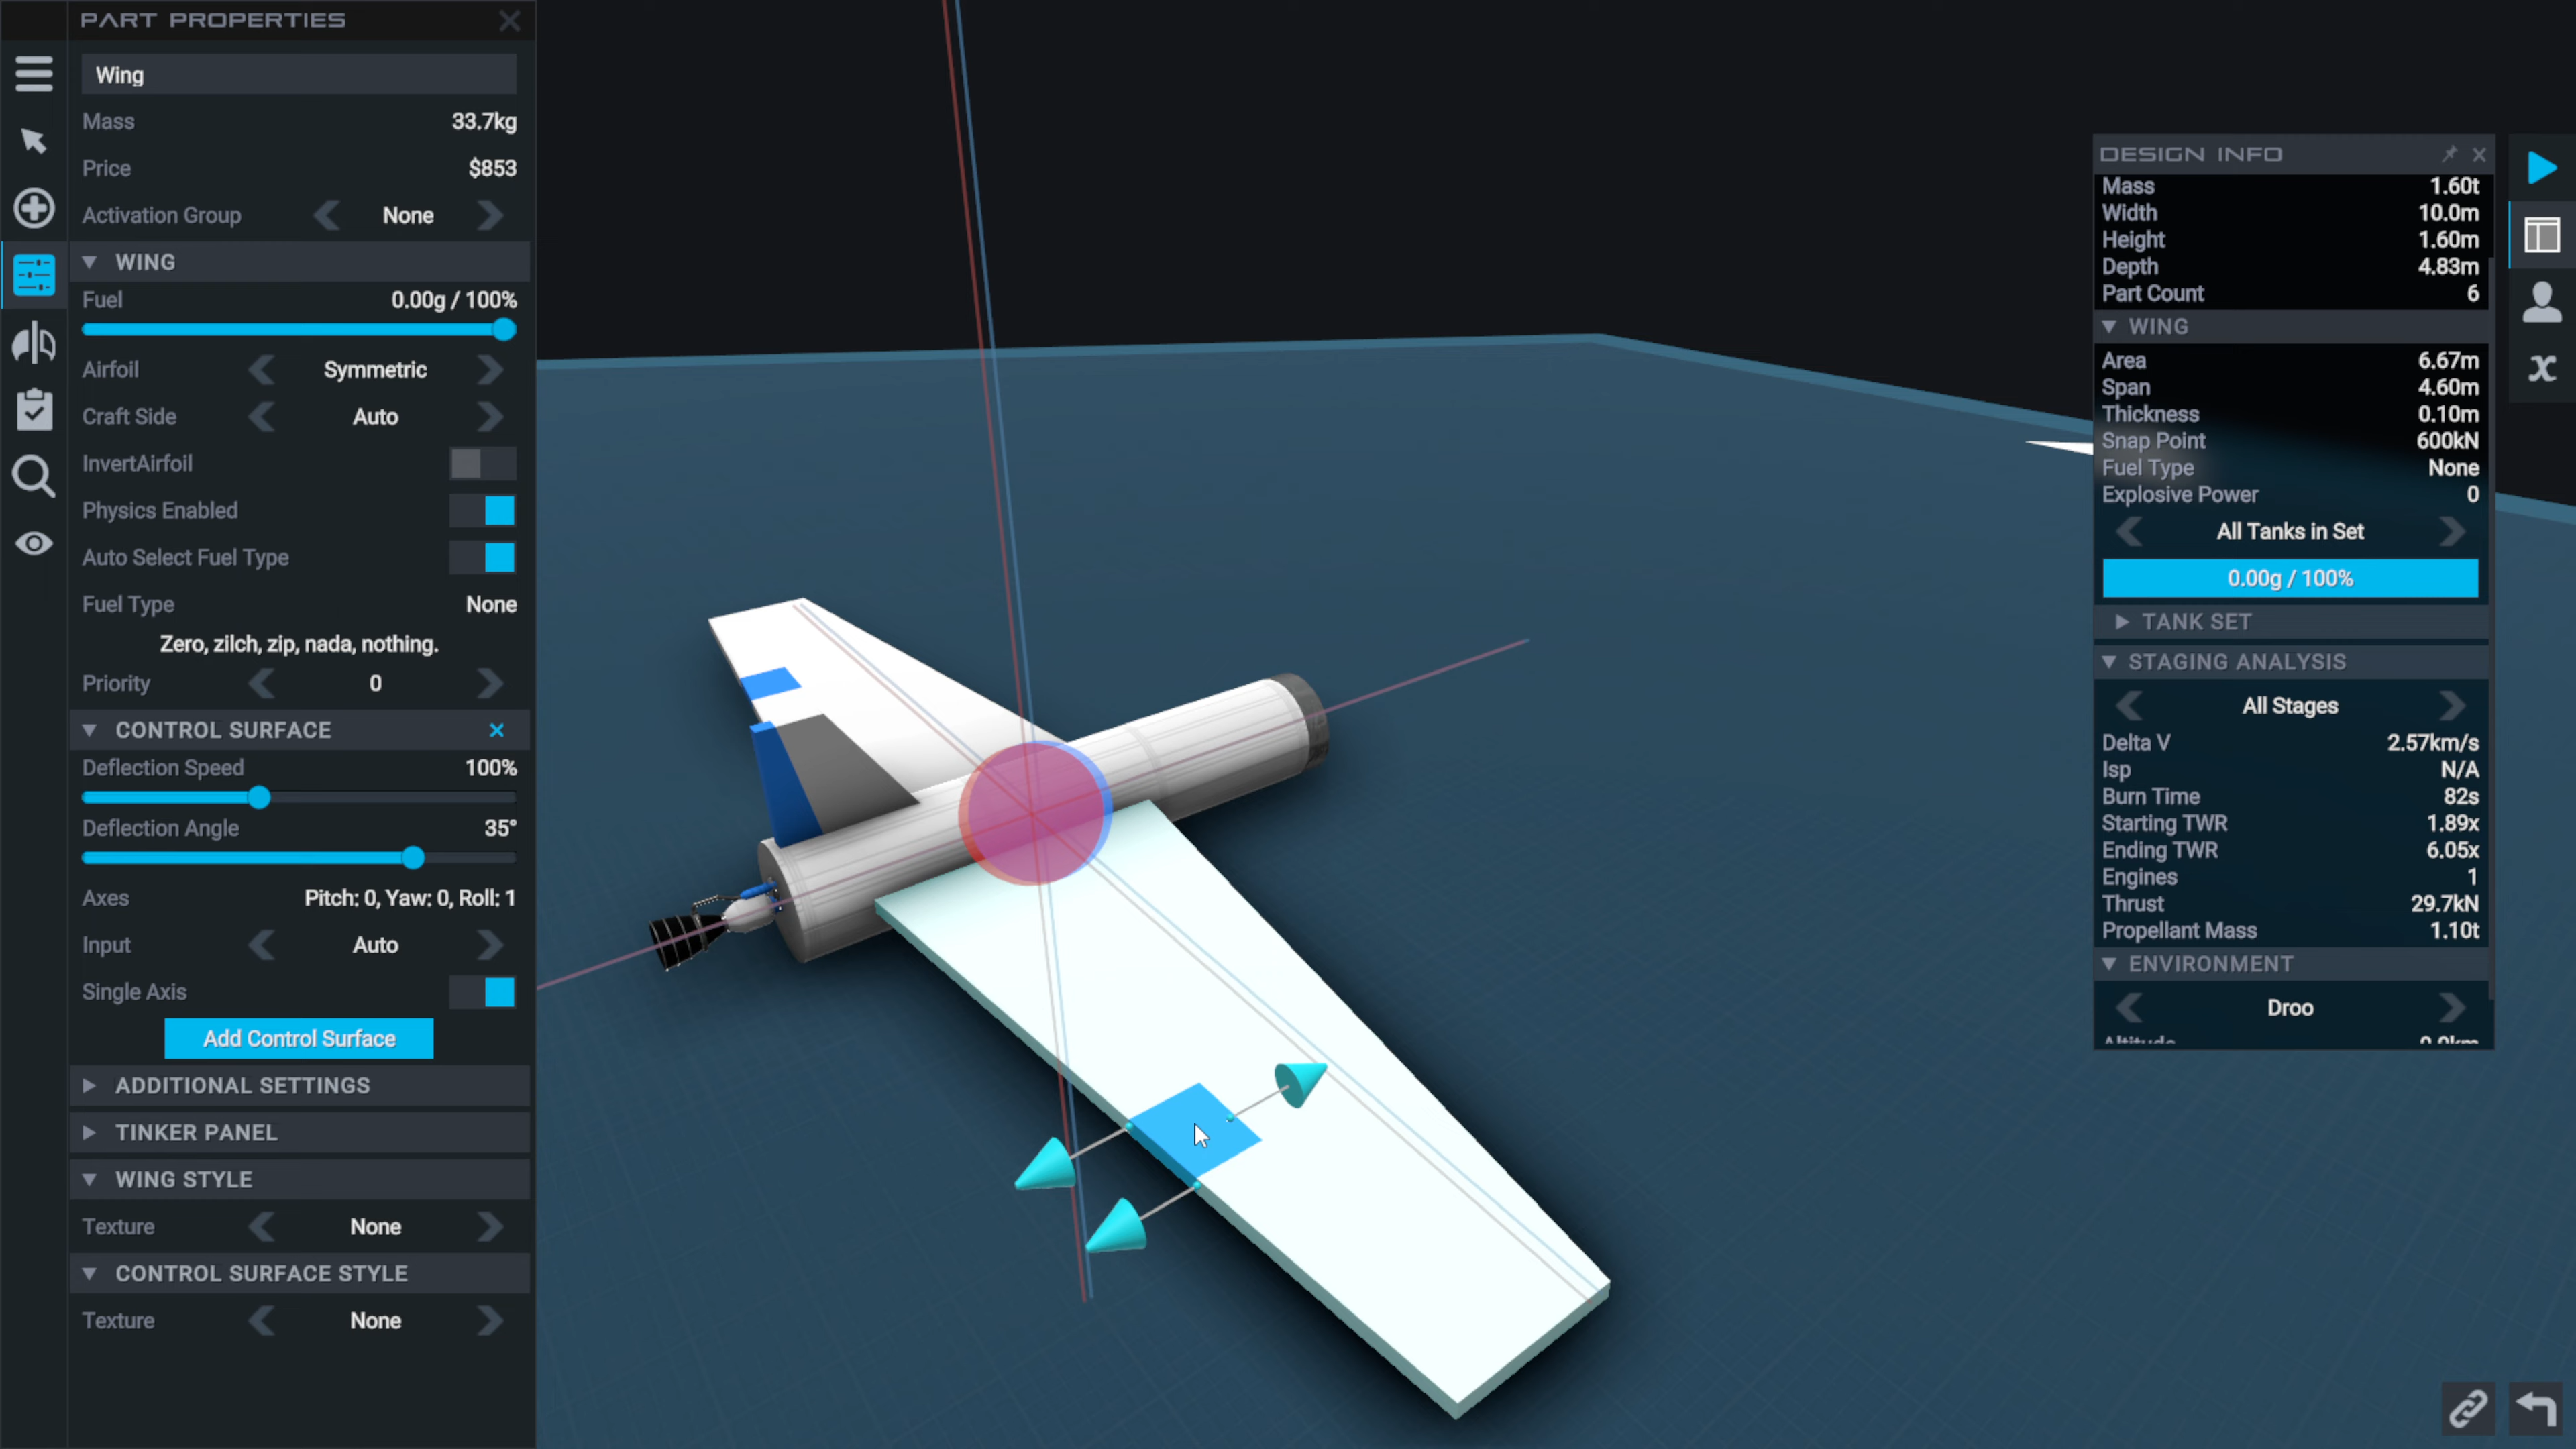 PART PROPERTIES
Wing
Mass 33.7kg
Price $853
Activation Group None
WING
Fuel 0.00g / 100%
Airfoil Symmetric
Craft Side Auto
InvertAirfoil
Physics Enabled
Auto Select Fuel Type
Fuel Type None
Zero, zilch, zip, nada, nothing.
Priority 0
CONTROL SURFACE
Deflection Speed 100%
Deflection Angle 35°
Axes Pitch: 0, Yaw: 0, Roll: 1
Input Auto
Single Axis
Add Control Surface
ADDITIONAL SETTINGS
TINKER PANEL
WING STYLE
Texture None
CONTROL SURFACE STYLE
Texture None
DESIGN INFO
Mass 1.60t
Width 10.0m
Height 1.60m
Depth 4.83m
Part Count 6
WING
Area 6.67m
Span 4.60m
Thickness 0.10m
Snap Point 600kN
Fuel Type None
Explosive Power 0
All Tanks in Set
0.00g / 100%
TANK SET
STAGING ANALYSIS
All Stages
Delta V 2.57km/s
Isp N/A
Burn Time 82s
Starting TWR 1.89x
Ending TWR 6.05x
Engines 1
Thrust 29.7kN
Propellant Mass 1.10t
ENVIRONMENT
Droo
Altitude 0.0km